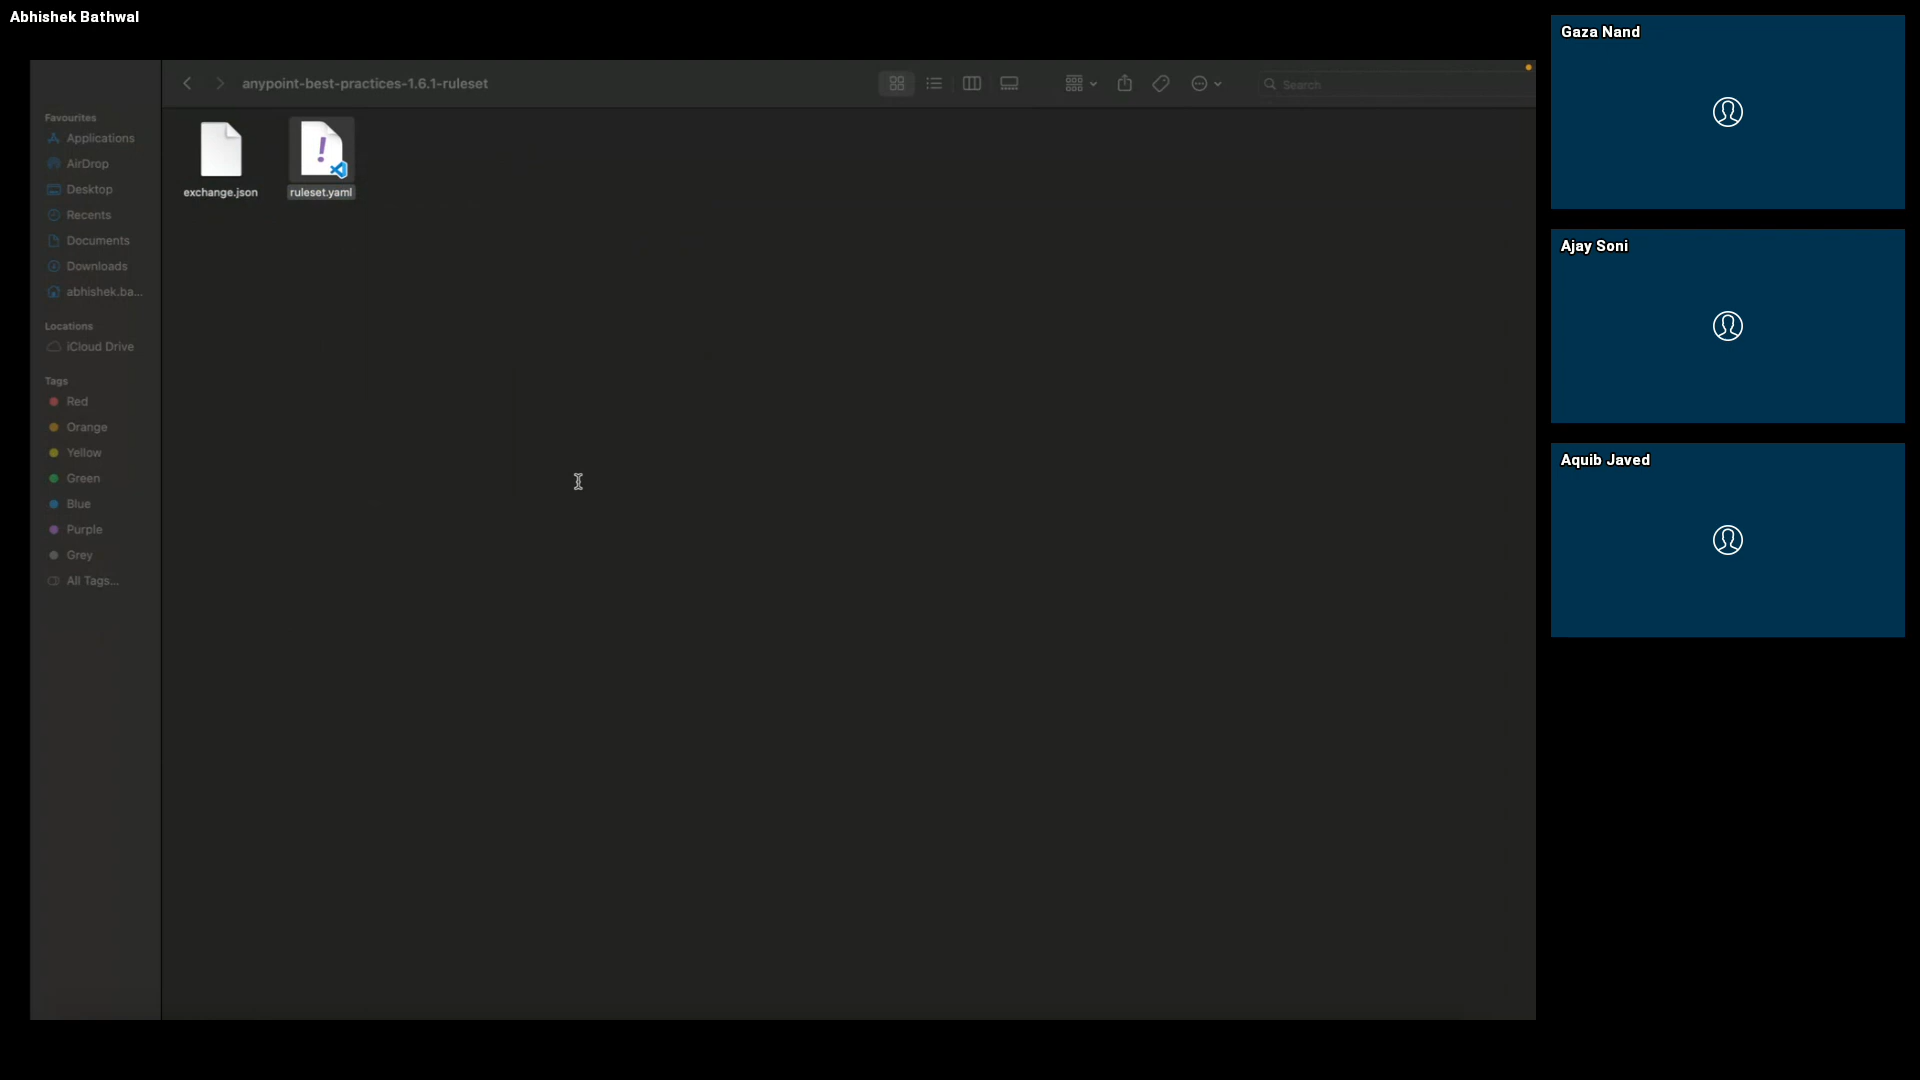 Abhishek Bathwal
anypoint-best-practices-1.6.1-ruleset
Search
Favourites
Applications
AirDrop
Desktop
Recents
Documents
Downloads
abhishek.ba...
Locations
iCloud Drive
Tags
Red
Orange
Yellow
Green
Blue
Purple
Grey
All Tags...
exchange.json
ruleset.yaml
Gaza Nand
Ajay Soni
Aquib Javed